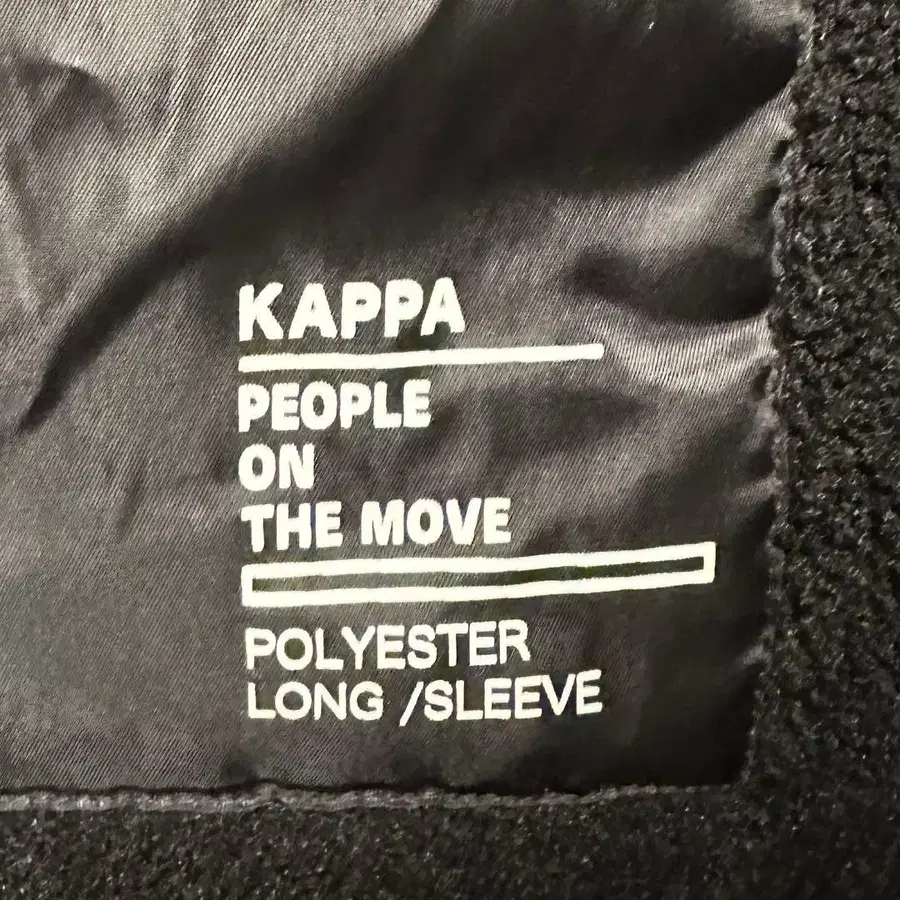 KAPPA
PEOPLE
ON
THE MOVE
POLYESTER
LONG /SLEEVE